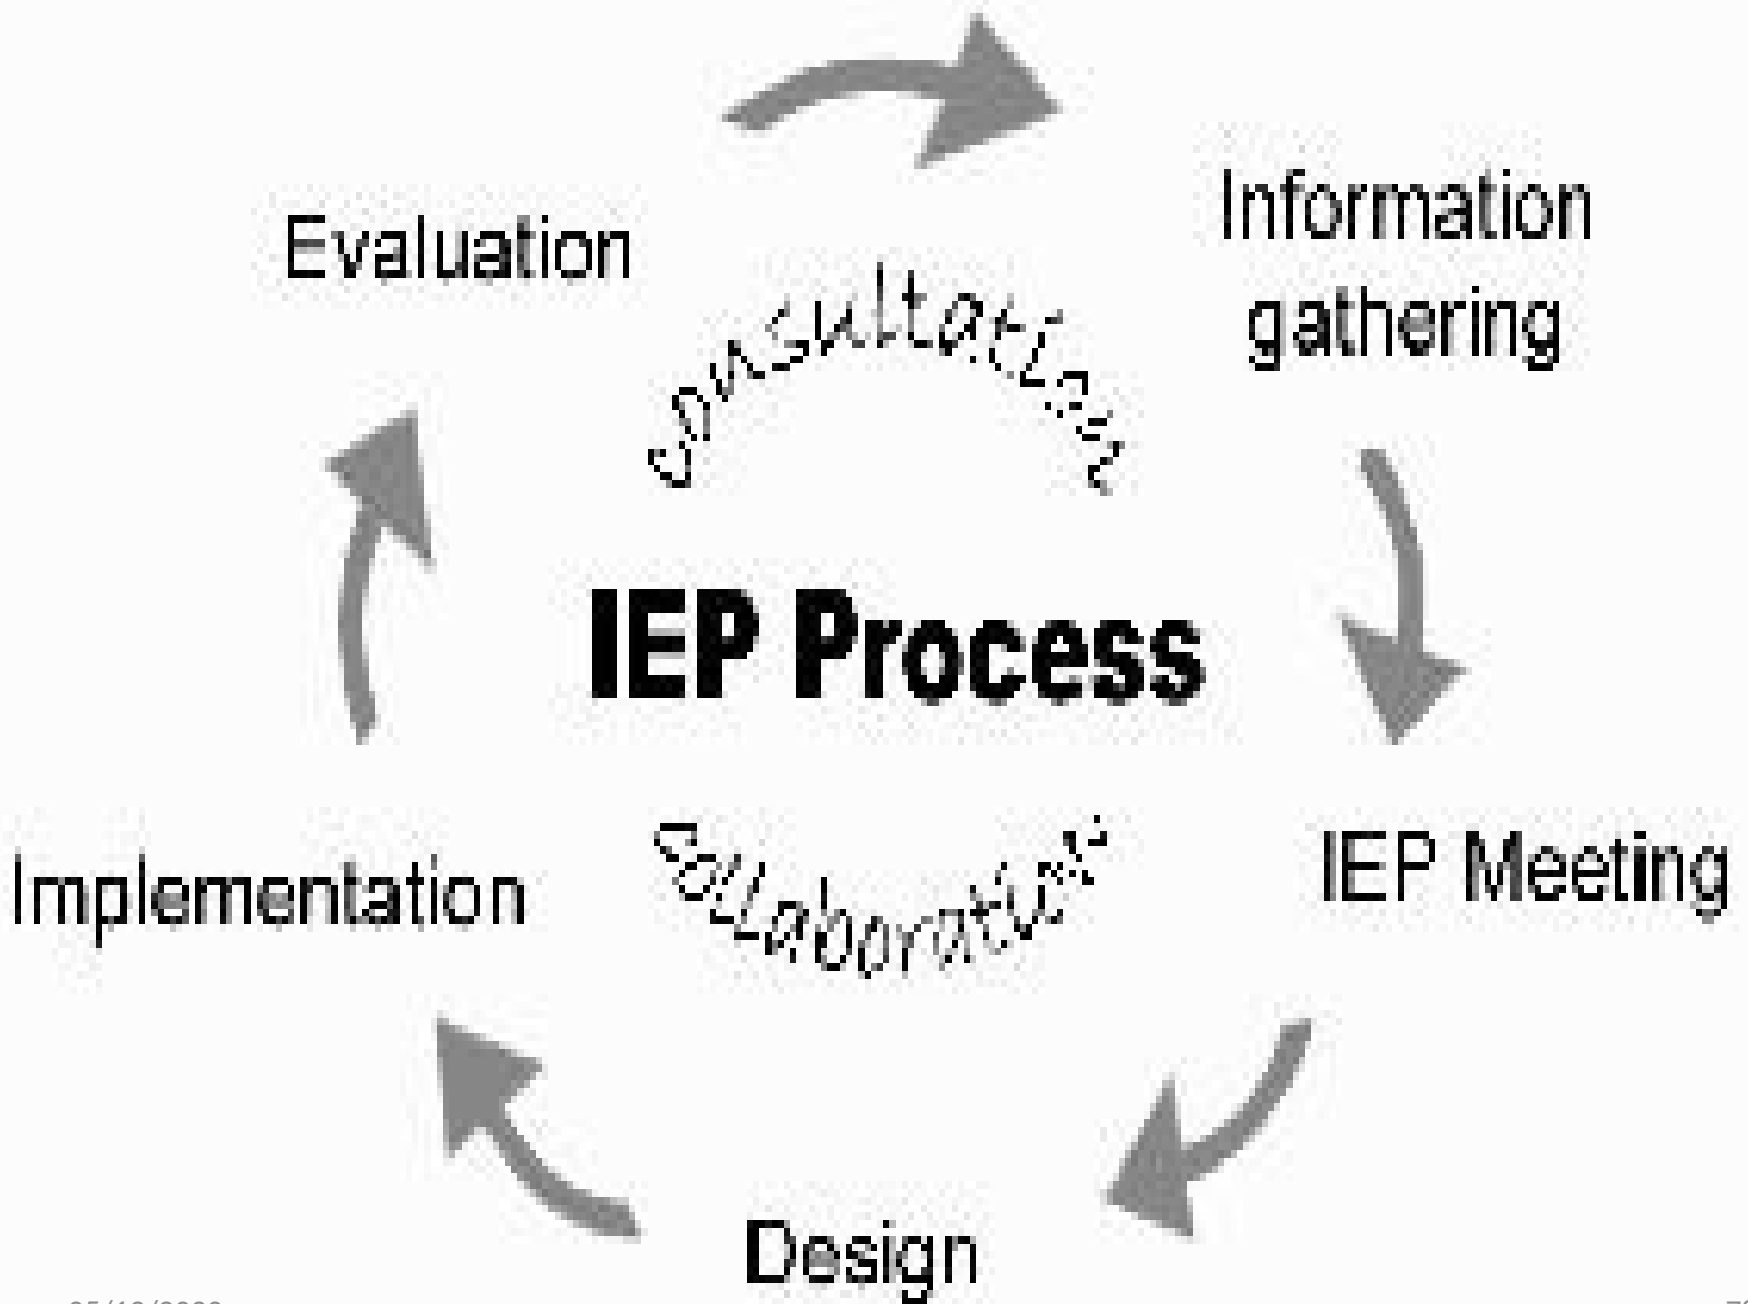 Evaluation
Information
gathering
consultation
IEP Process
collaboration
Implementation
IEP Meeting
Design